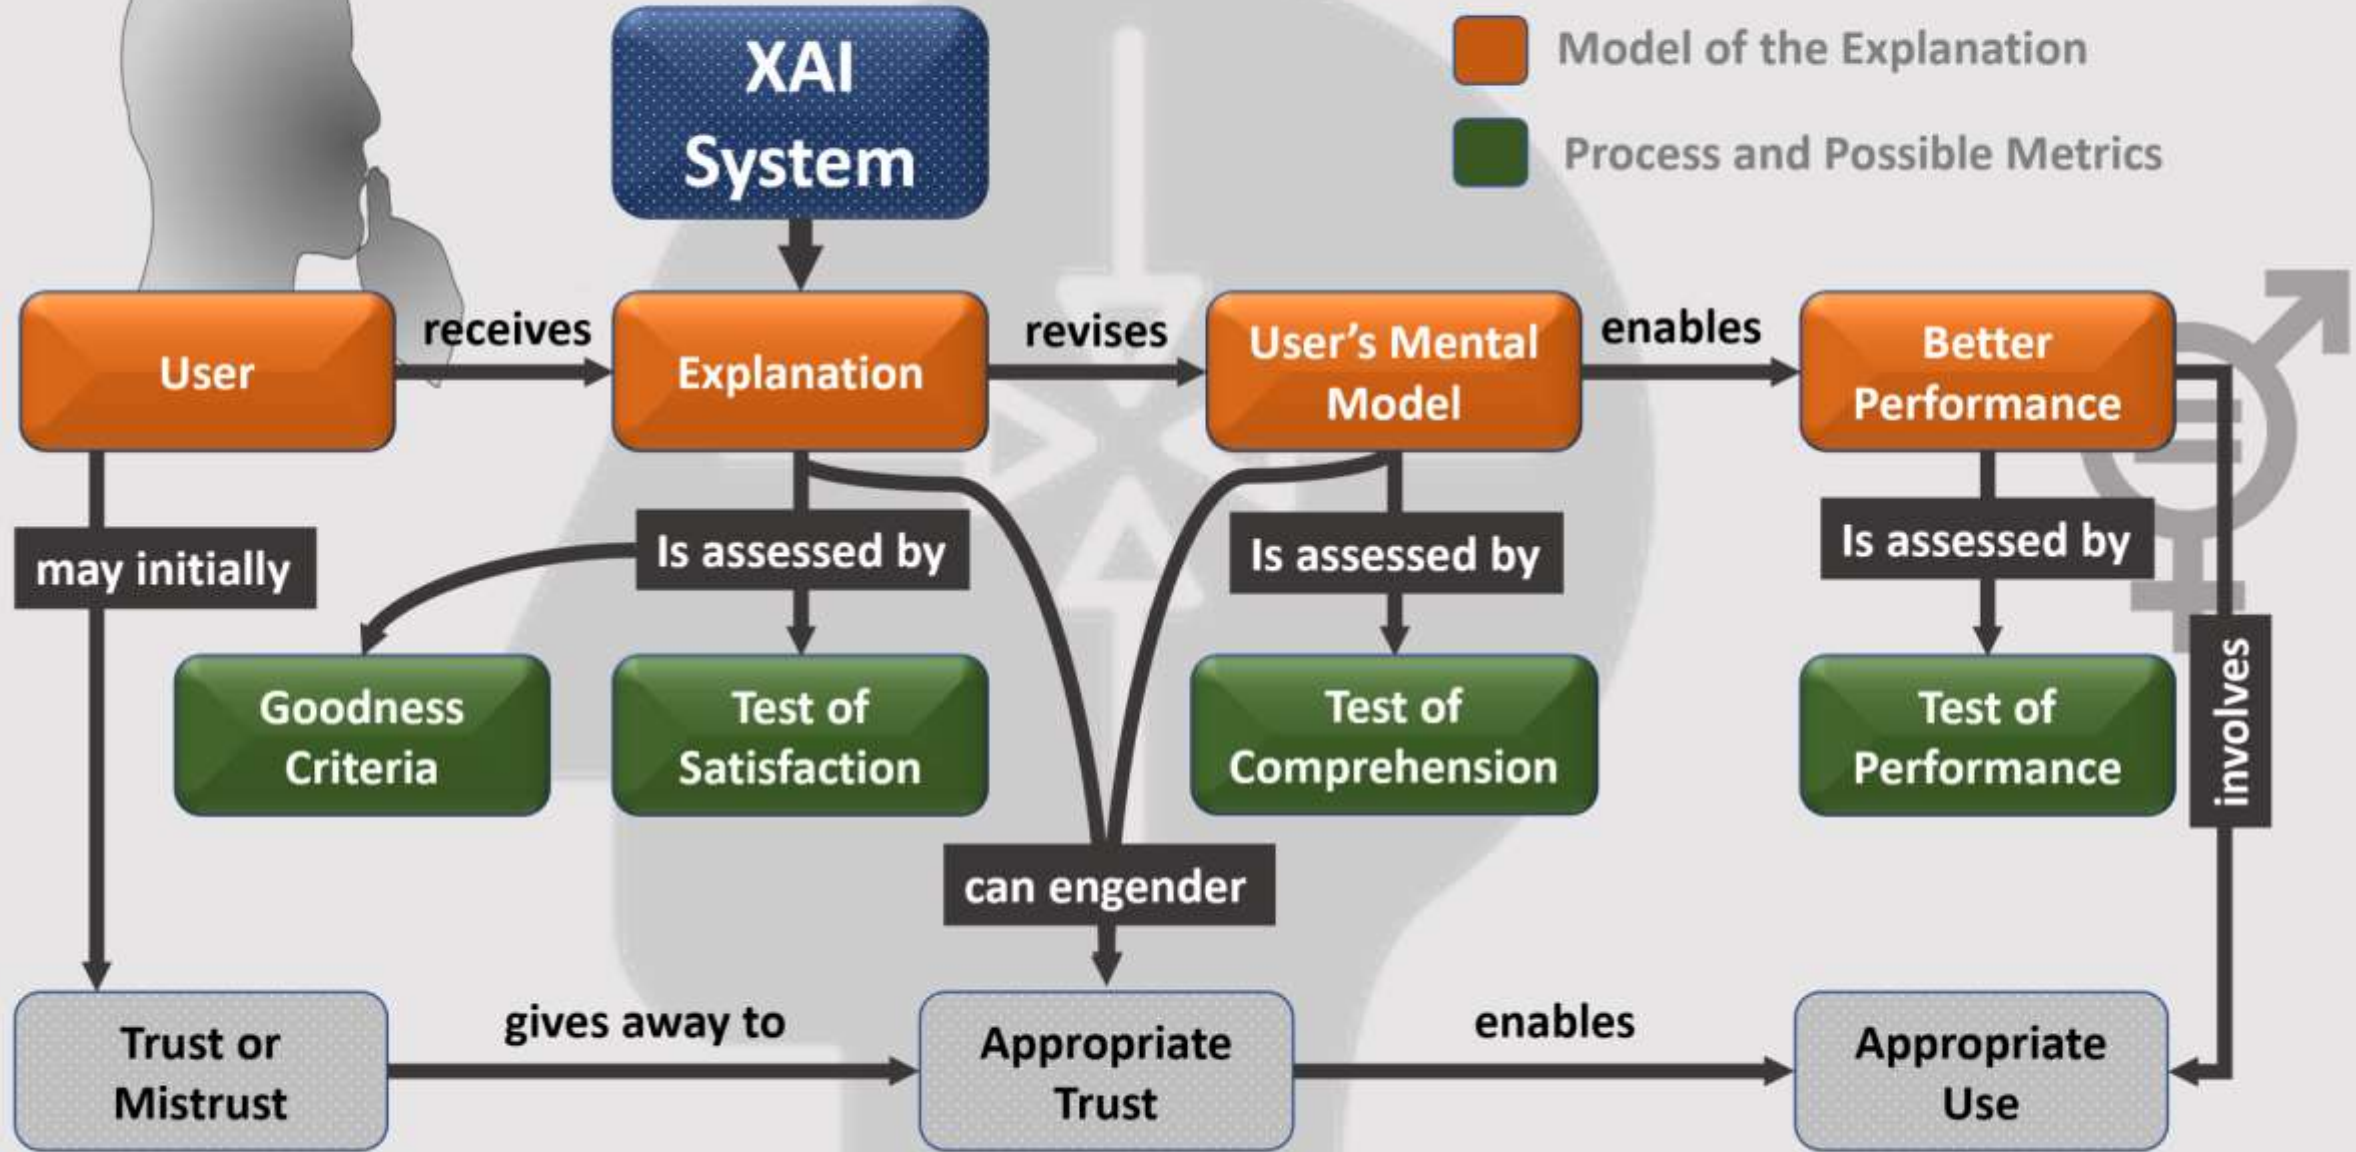 XAI
System
Model of the Explanation
Process and Possible Metrics
User
receives
Explanation
revises
User's Mental
Model
enables
Better
Performance
may initially
Is assessed by
Is assessed by
Is assessed by
Goodness
Criteria
Test of
Satisfaction
Test of
Comprehension
Test of
Performance
involves
can engender
Trust or
Mistrust
gives away to
Appropriate
Trust
enables
Appropriate
Use